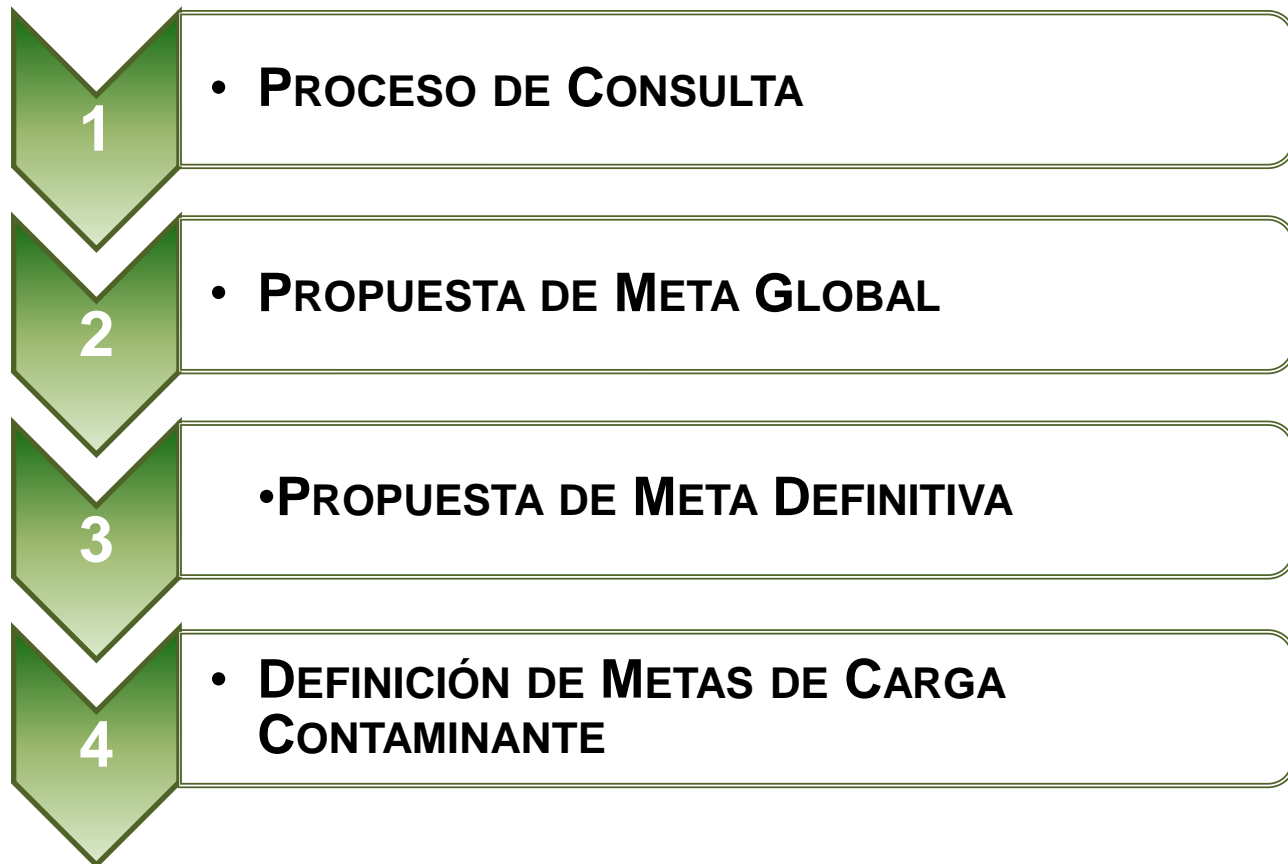 1
• PROCESO DE CONSULTA
2
• PROPUESTA DE META GLOBAL
3
•PROPUESTA DE META DEFINITIVA
4
• DEFINICIÓN DE METAS DE CARGA
CONTAMINANTE